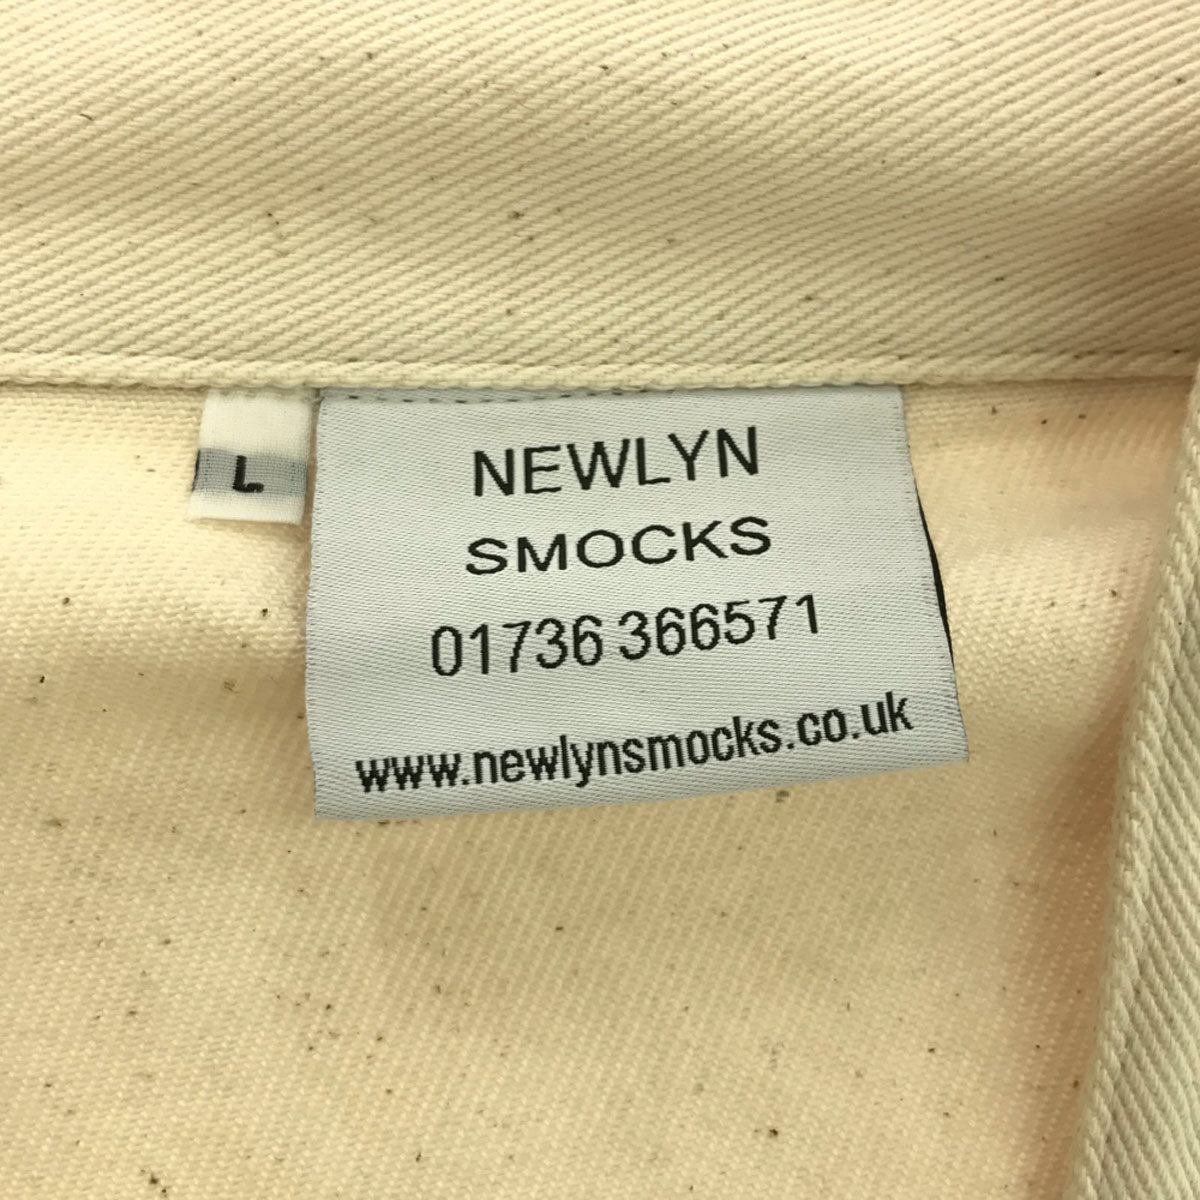 L
NEWLYN
SMOCKS
01736 366571
www.newlynsmocks.co.uk